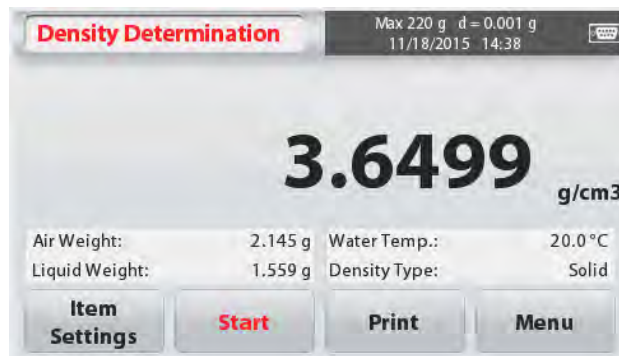 Density Determination
Max 220 g d = 0.001 g
11/18/2015 14:38
3.6499 g/cm3
Air Weight: 2.145 g Water Temp.: 20.0 °C
Liquid Weight: 1.559 g Density Type: Solid
Item Settings
Start
Print
Menu